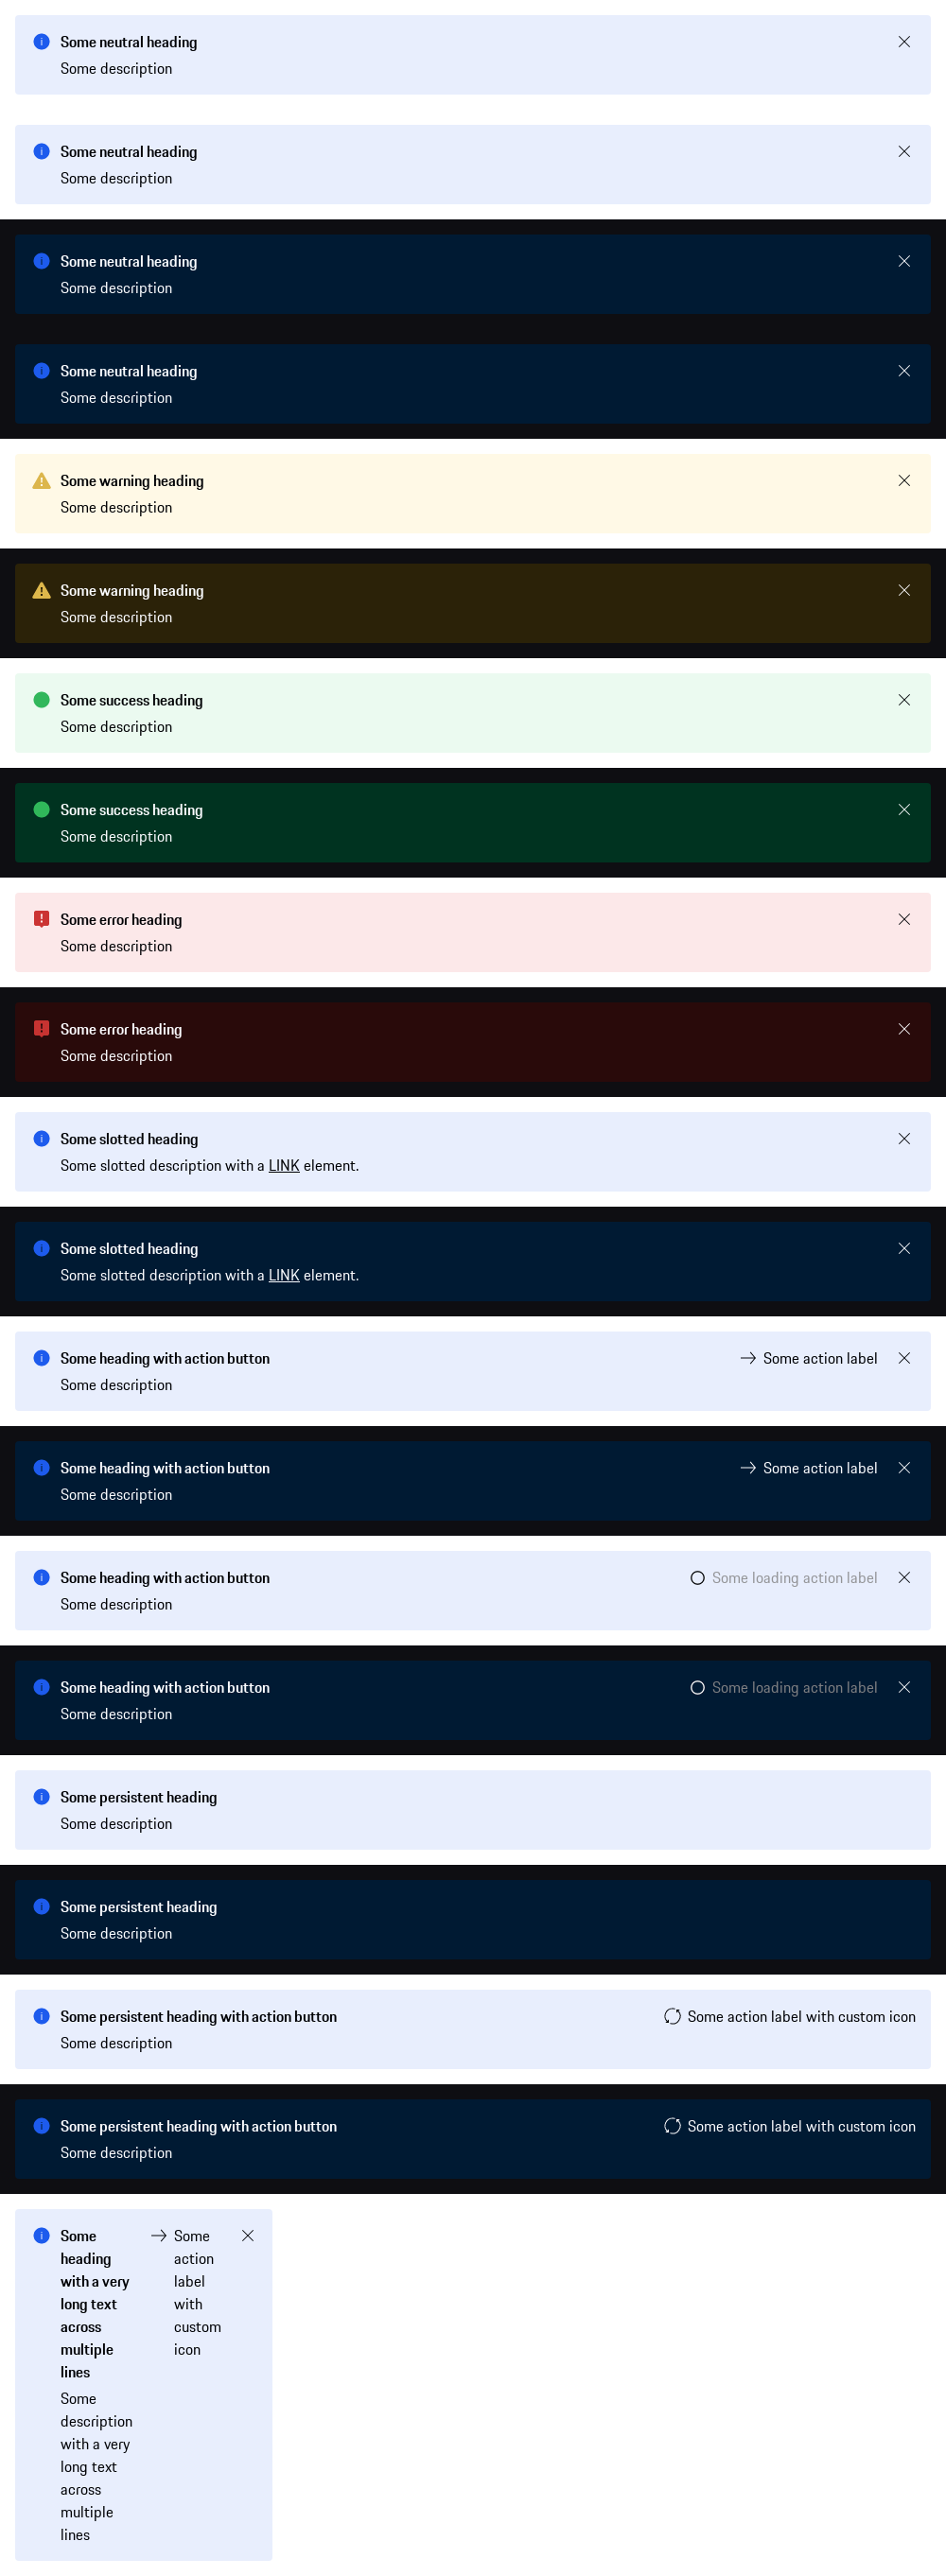 Some neutral heading
Some description
Some neutral heading
Some description
Some neutral heading
Some description
Some neutral heading
Some description
Some warning heading
Some description
Some warning heading
Some description
Some success heading
Some description
Some success heading
Some description
Some error heading
Some description
Some error heading
Some description
Some slotted heading
Some slotted description with a LINK element.
Some slotted heading
Some slotted description with a LINK element.
Some heading with action button
Some action label
Some description
Some heading with action button
Some action label
Some description
Some heading with action button
Some loading action label
Some description
Some heading with action button
Some loading action label
Some description
Some persistent heading
Some description
Some persistent heading
Some description
Some persistent heading with action button
Some action label with custom icon
Some description
Some persistent heading with action button
Some action label with custom icon
Some description
Some
heading
with a very
long text
across
multiple
lines
Some
description
with a very
long text
across
multiple
lines
Some
action
label
with
custom
icon